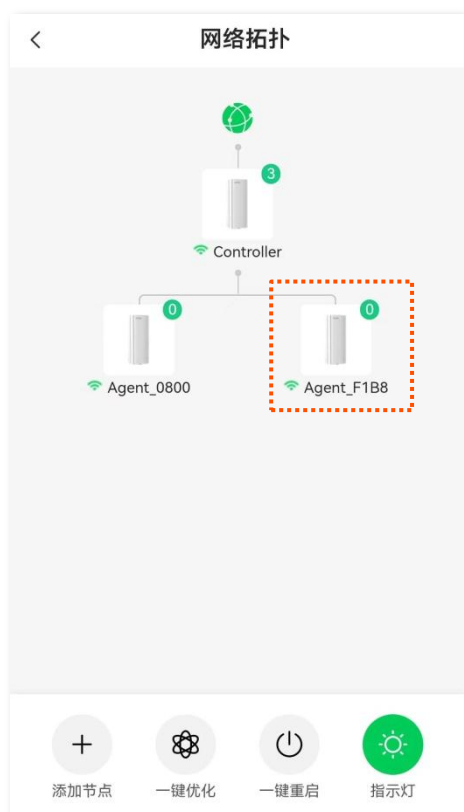 网络拓扑
3
Controller
0
0
Agent_0800
Agent_F1B8
添加节点
一键优化
一键重启
指示灯